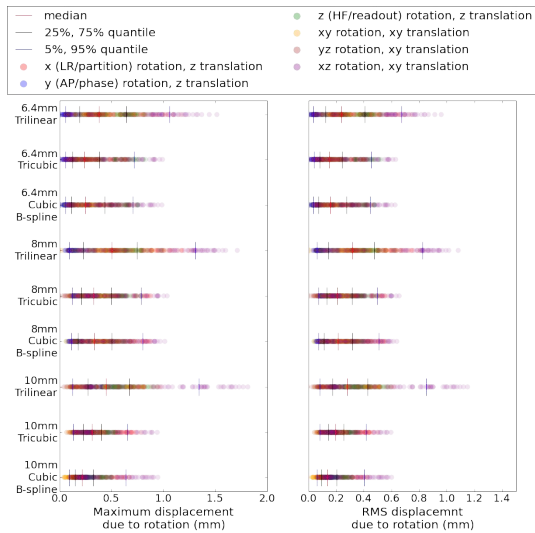 median
25%, 75% quantile
5%, 95% quantile
x (LR/partition) rotation, z translation
y (AP/phase) rotation, z translation
z (HF/readout) rotation, z translation
xy rotation, xy translation
yz rotation, xy translation
xz rotation, xy translation
6.4mm
Trilinear
6.4mm
Tricubic
6.4mm
Cubic
B-spline
8mm
Trilinear
8mm
Tricubic
8mm
Cubic
B-spline
10mm
Trilinear
10mm
Tricubic
10mm
Cubic
B-spline
0.0 0.5 1.0 1.5 2.0
Maximum displacement
due to rotation (mm)
0.0 0.2 0.4 0.6 0.8 1.0 1.2 1.4
RMS displacemnt
due to rotation (mm)